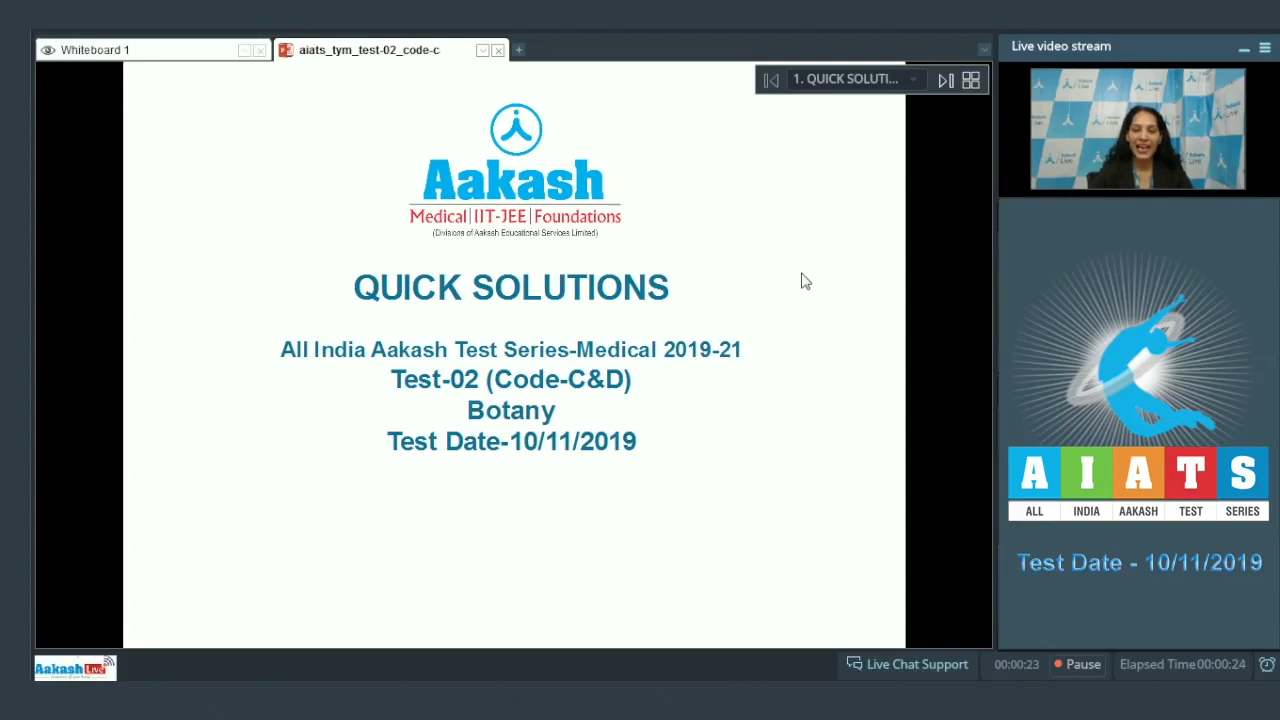 Whiteboard 1
aiats_tym_test-02_code-c
Live video stream
1. QUICK SOLUTI...
Aakash
Medical|IIT-JEE|Foundations
(Divisions of Aakash Educational Services Limited)
QUICK SOLUTIONS
All India Aakash Test Series-Medical 2019-21
Test-02 (Code-C&D)
Botany
Test Date-10/11/2019
A I A T S
ALL INDIA AAKASH TEST SERIES
Test Date - 10/11/2019
Aakash Live
Live Chat Support
00:00:23
Pause
Elapsed Time 00:00:24